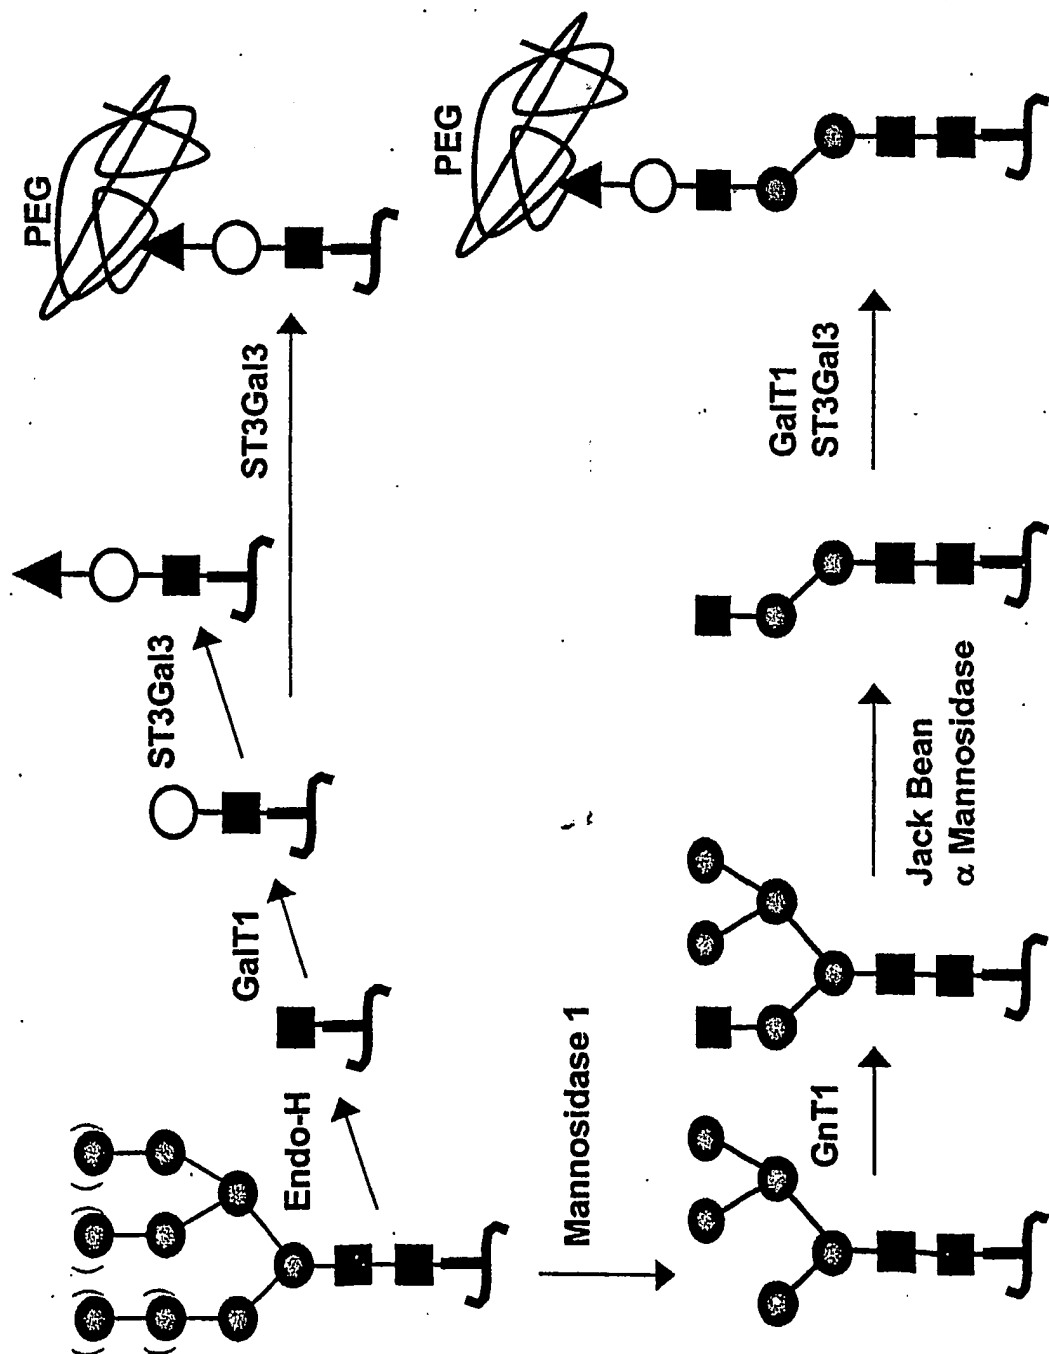 Endo-H
GalT1
ST3Gal3
ST3Gal3
PEG
Mannosidase 1
GnT1
Jack Bean
α Mannosidase
GalT1
ST3Gal3
PEG